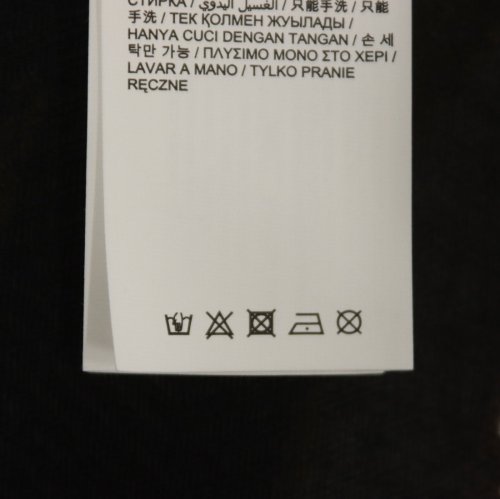 СТИРКА / الغسيل اليدوي / 只能手洗 / 只能
手洗 / ТЕК ҚОЛМЕН ЖУЫЛАДЫ /
HANYA CUCI DENGAN TANGAN / 손 세
탁만 가능 / ΠΛΥΣΙΜΟ ΜΟΝΟ ΣΤΟ ΧΕΡΙ /
LAVAR A MANO / TYLKO PRANIE
RĘCZNE